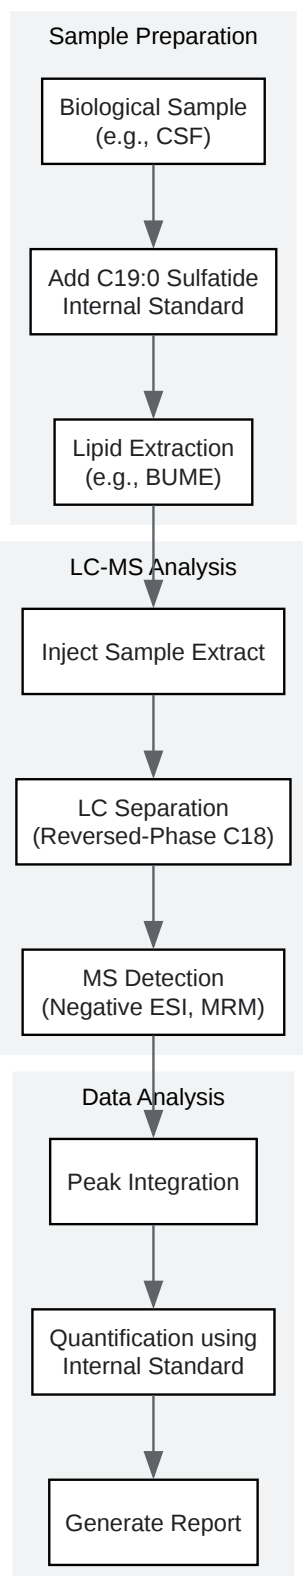 Sample Preparation
Biological Sample
(e.g., CSF)
Add C19:0 Sulfatide
Internal Standard
Lipid Extraction
(e.g., BUME)
LC-MS Analysis
Inject Sample Extract
LC Separation
(Reversed-Phase C18)
MS Detection
(Negative ESI, MRM)
Data Analysis
Peak Integration
Quantification using
Internal Standard
Generate Report